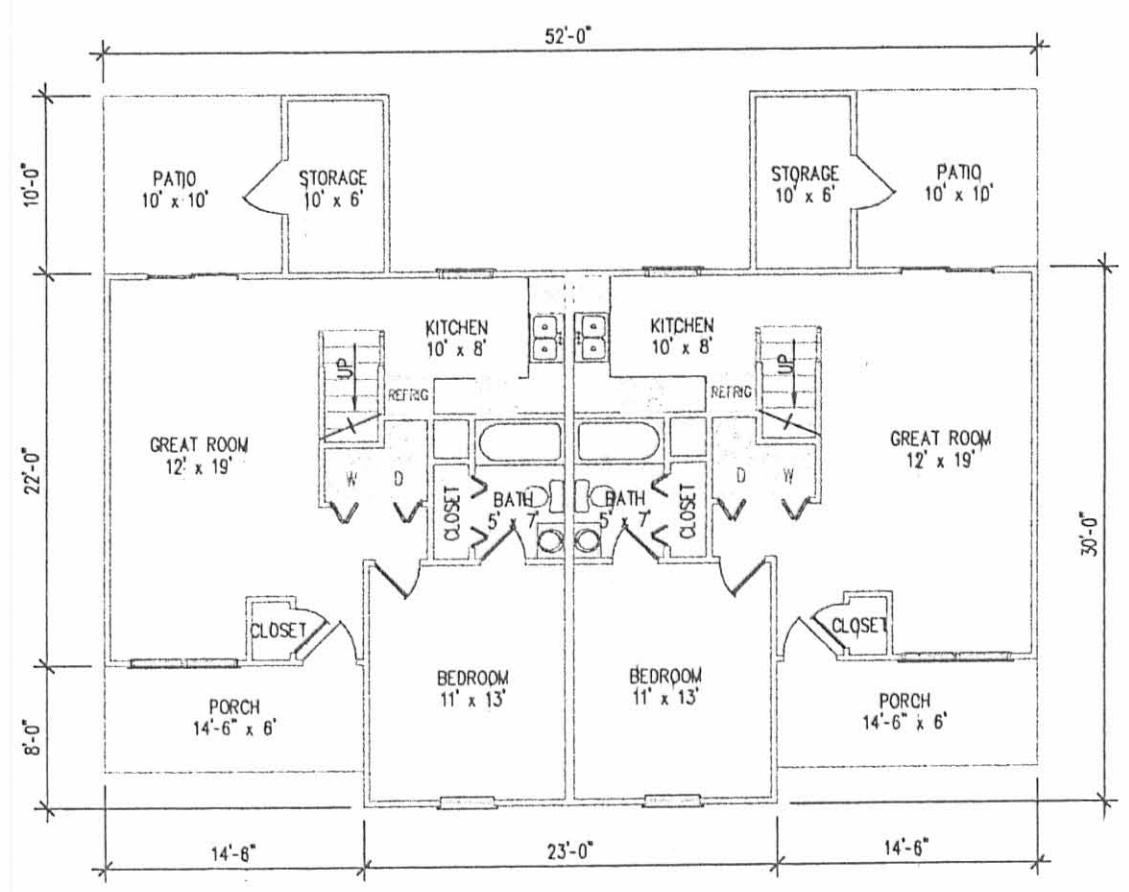 52'-0"
10'-0"
PATIO
10' x 10'
STORAGE
10' x 6'
STORAGE
10' x 6'
PATIO
10' x 10'
KITCHEN
10' x 8'
KITCHEN
10' x 8'
UP
UP
REFRIG
REFRIG
GREAT ROOM
12' x 19'
GREAT ROOM
12' x 19'
22'-0"
W
D
D
W
CLOSET
BATH
5' x 7'
BATH
5' x 7'
CLOSET
30'-0"
CLOSET
CLOSET
BEDROOM
11' x 13'
BEDROOM
11' x 13'
PORCH
14'-6" x 6'
PORCH
14'-6" x 6'
8'-0"
14'-6"
23'-0"
14'-6"